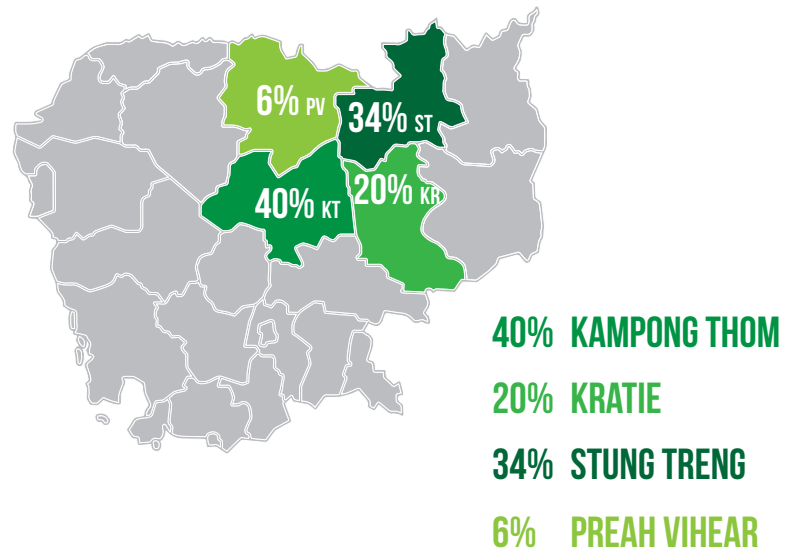 6% PV
34% ST
40% KT
20% KR
40% KAMPONG THOM
20% KRATIE
34% STUNG TRENG
6% PREAH VIHEAR